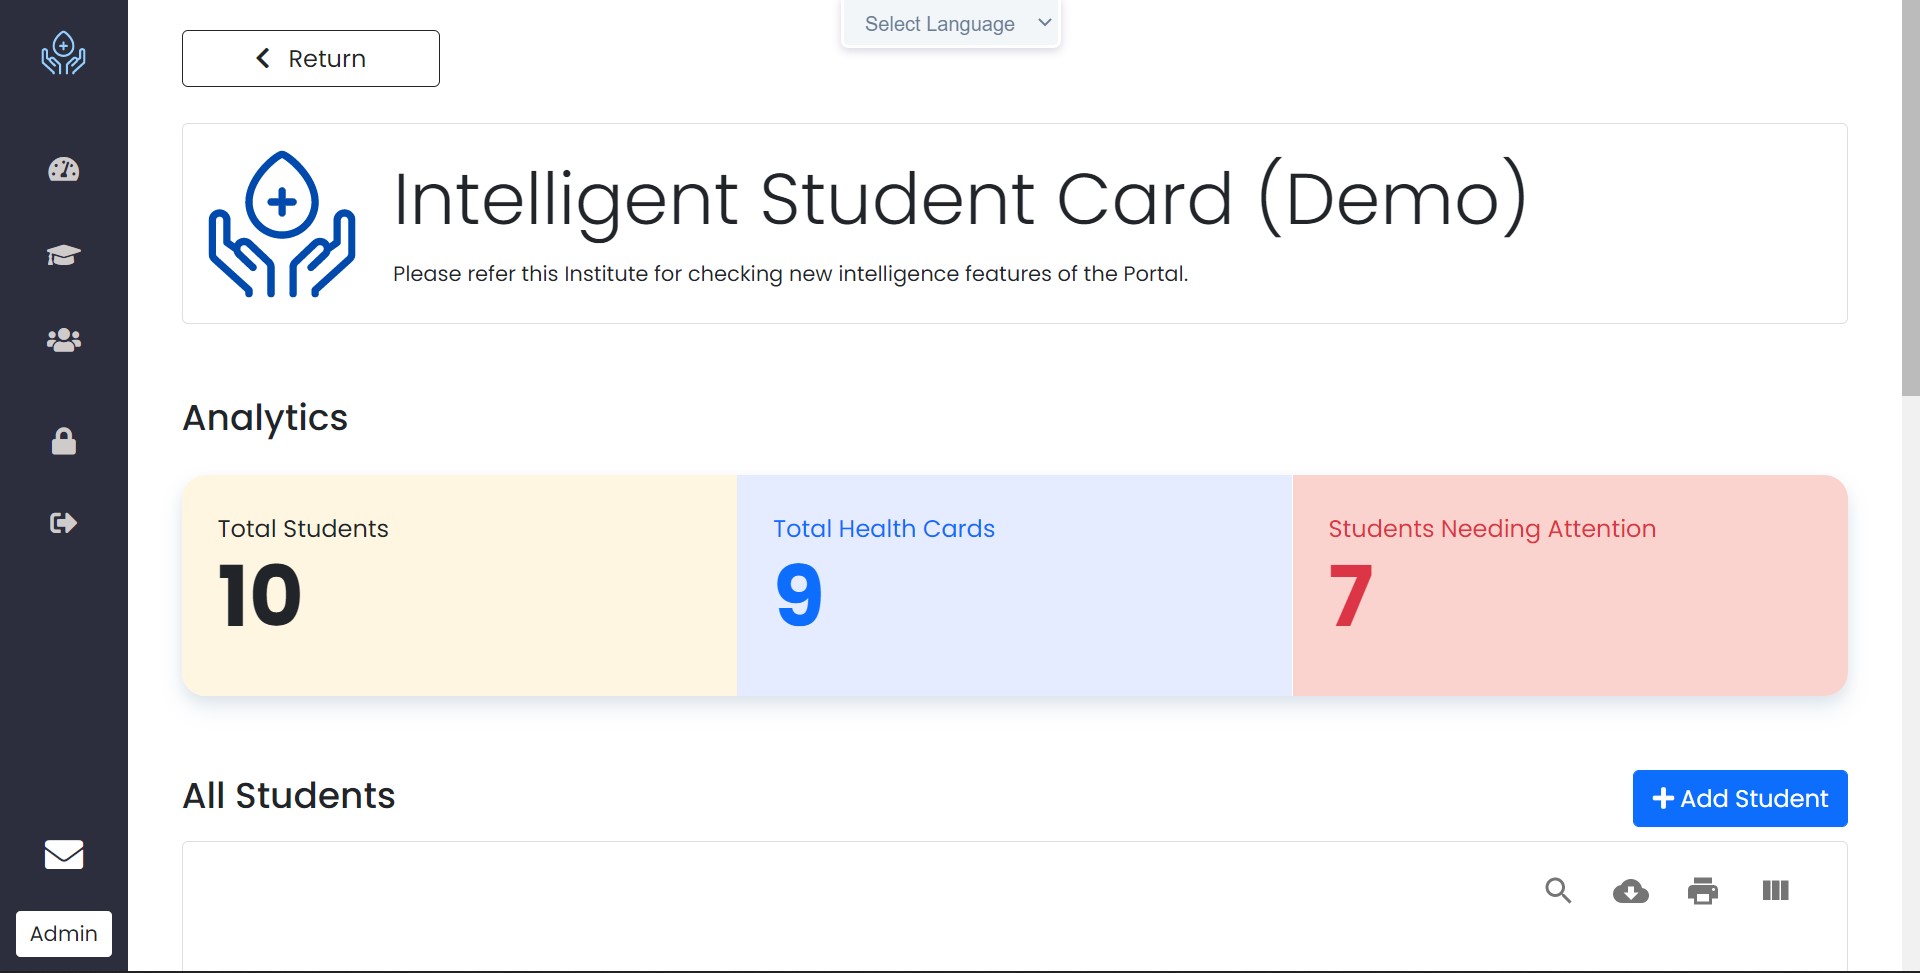 Select Language
Return
Intelligent Student Card (Demo)
Please refer this Institute for checking new intelligence features of the Portal.
Analytics
Total Students
10
Total Health Cards
9
Students Needing Attention
7
All Students
Add Student
Admin